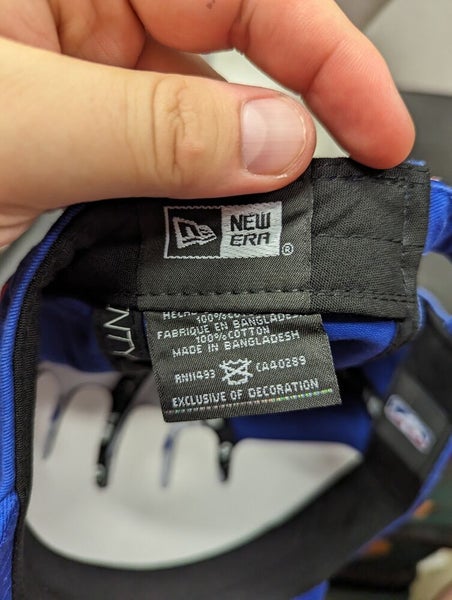 NEW
ERA
®
100% COTTON
FABRIQUE EN BANGLADESH
100% COTTON
MADE IN BANGLADESH
RN11493 CA40289
EXCLUSIVE OF DECORATION